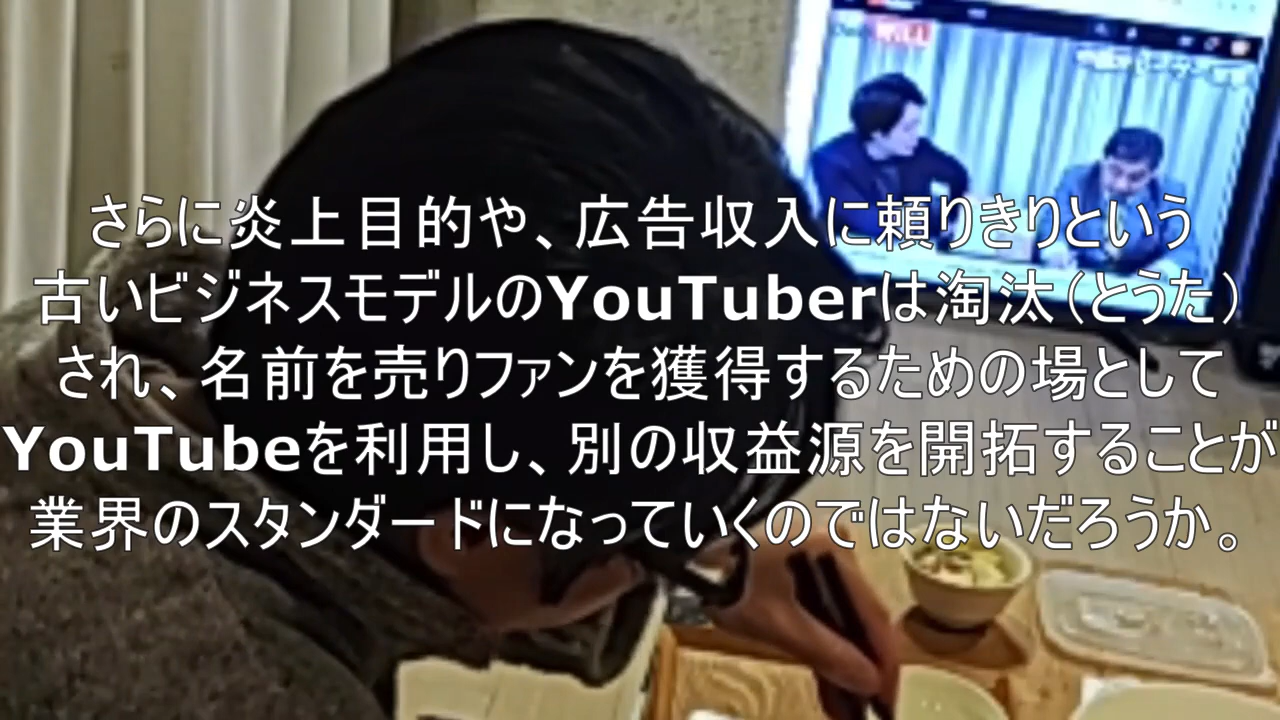 さらに炎上目的や、広告収入に頼りきりという
古いビジネスモデルのYouTuberは淘汰（とうた）
され、名前を売りファンを獲得するための場として
YouTubeを利用し、別の収益源を開拓することが
業界のスタンダードになっていくのではないだろうか。